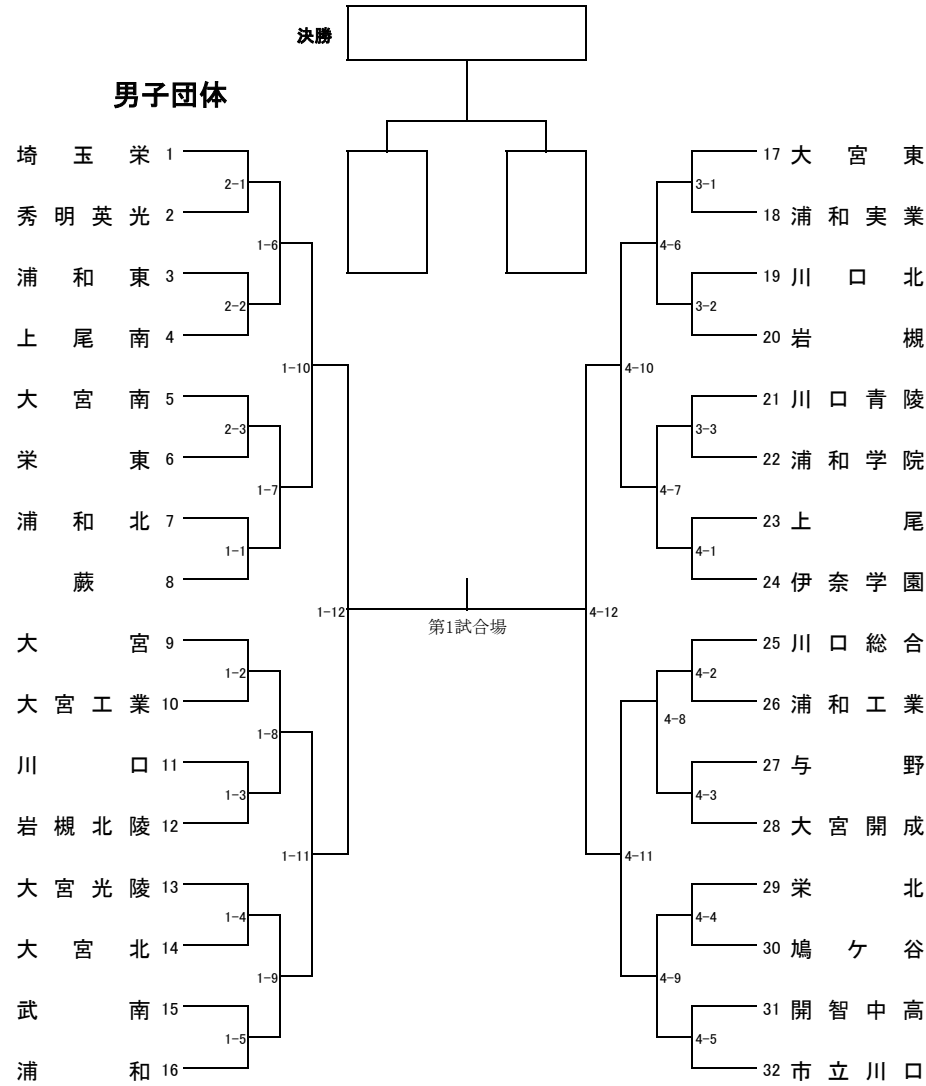 決勝
男子団体
埼玉栄 1
2-1
秀明英光 2
1-6
浦和東 3
2-2
上尾南 4
1-10
大宮南 5
2-3
栄東 6
1-7
浦和北 7
1-1
蕨 8
1-12
大宮 9
1-2
大宮工業 10
1-8
川口 11
1-3
岩槻北陵 12
1-11
大宮光陵 13
1-4
大宮北 14
1-9
武南 15
1-5
浦和 16
第1試合場
17 大宮東
3-1
18 浦和実業
4-6
19 川口北
3-2
20 岩槻
4-10
21 川口青陵
3-3
22 浦和学院
4-7
23 上尾
4-1
24 伊奈学園
4-12
25 川口総合
4-2
26 浦和工業
4-8
27 与野
4-3
28 大宮開成
4-11
29 栄北
4-4
30 鳩ケ谷
4-9
31 開智中高
4-5
32 市立川口